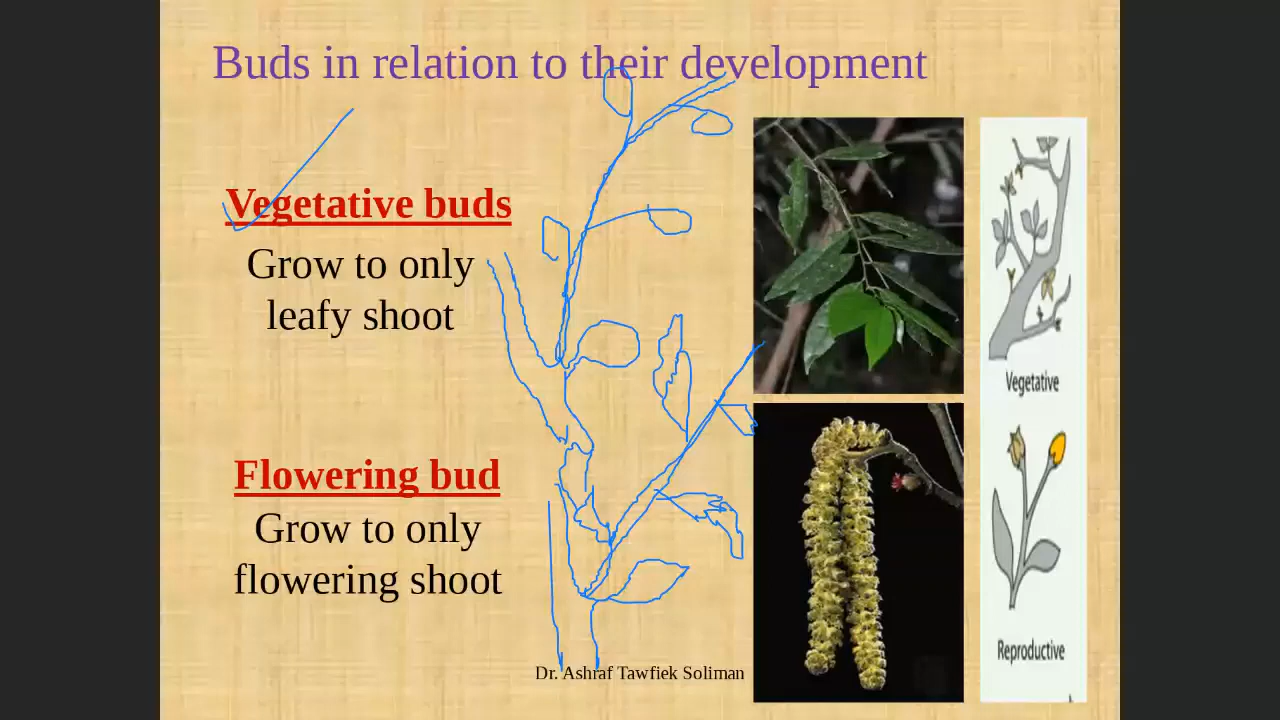 Buds in relation to their development
Vegetative buds
Grow to only
leafy shoot
Flowering bud
Grow to only
flowering shoot
Vegetative
Reproductive
Dr. Ashraf Tawfiek Soliman